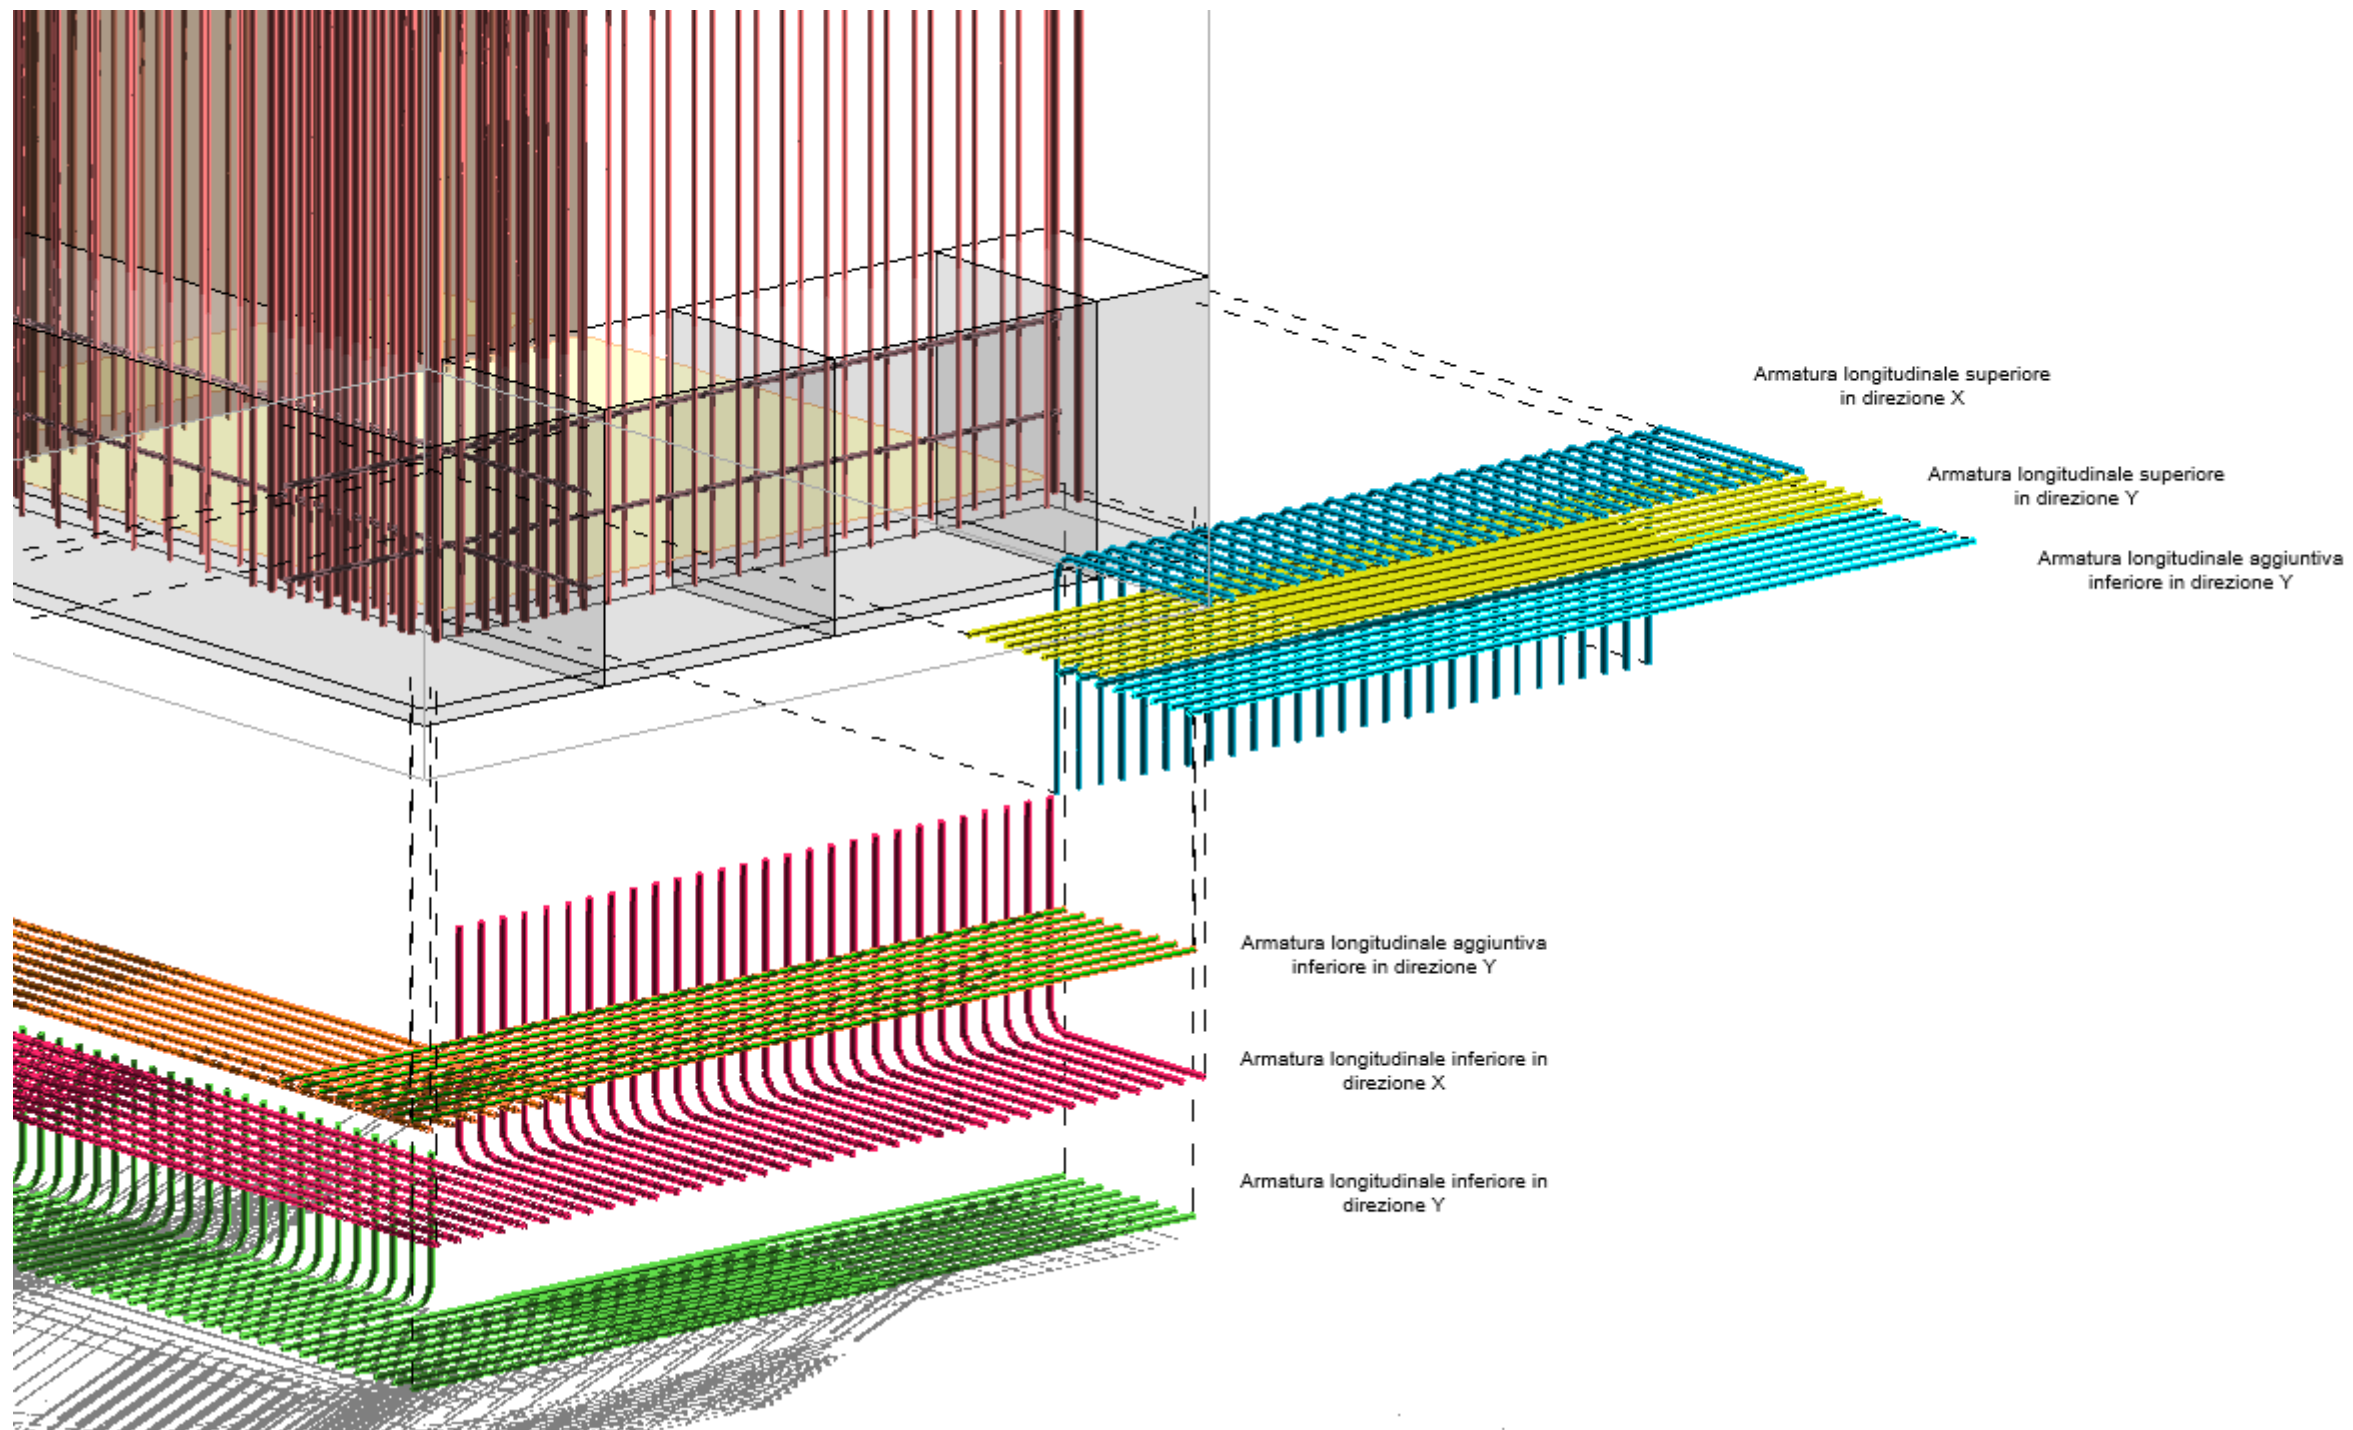 Armatura longitudinale superiore
in direzione X
Armatura longitudinale superiore
in direzione Y
Armatura longitudinale aggiuntiva
inferiore in direzione Y
Armatura longitudinale aggiuntiva
inferiore in direzione Y
Armatura longitudinale inferiore in
direzione X
Armatura longitudinale inferiore in
direzione Y